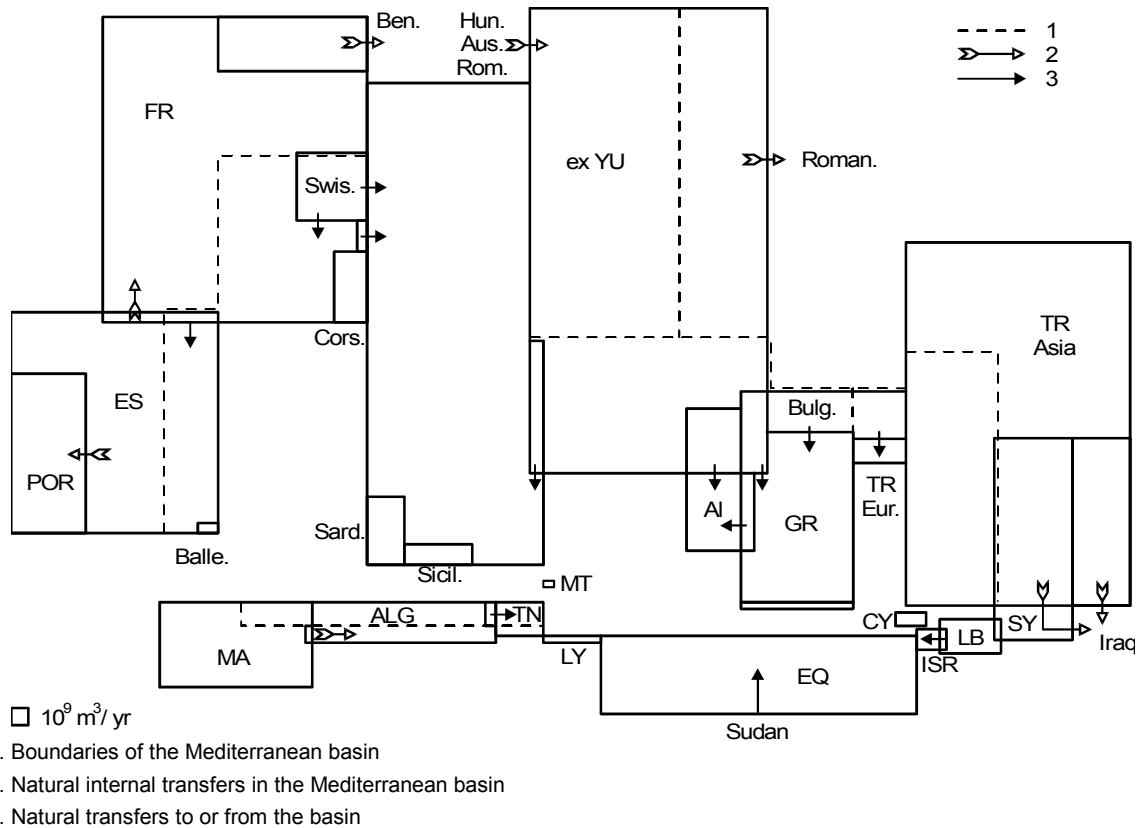 Ben.
Hun.
Aus.
Rom.
1
2
3
FR
ex YU
Roman.
Swis.
TR
Asia
Cors.
ES
Bulg.
POR
TR
Eur.
Al
GR
Balle.
Sard.
Sicil.
MT
ALG
TN
CY
LB
SY
Iraq
MA
LY
ISR
EQ
Sudan
10⁹ m³/ yr
. Boundaries of the Mediterranean basin
. Natural internal transfers in the Mediterranean basin
. Natural transfers to or from the basin